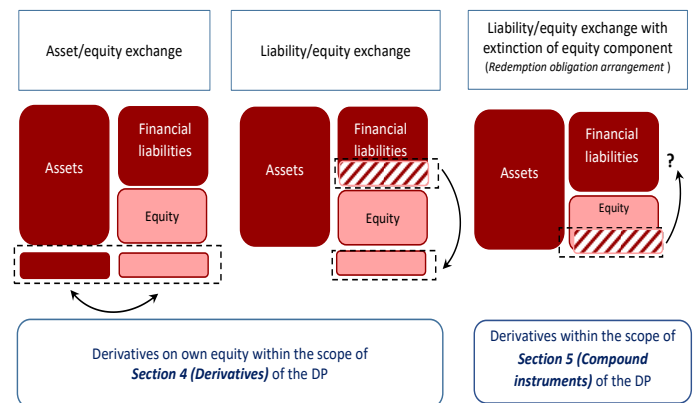 Asset/equity exchange
Liability/equity exchange
Liability/equity exchange with
extinction of equity component
(Redemption obligation arrangement )
Assets
Financial
liabilities
Equity
Assets
Financial
liabilities
Equity
Assets
Financial
liabilities
?
Equity
Derivatives on own equity within the scope of
Section 4 (Derivatives) of the DP
Derivatives within the scope of
Section 5 (Compound
instruments) of the DP